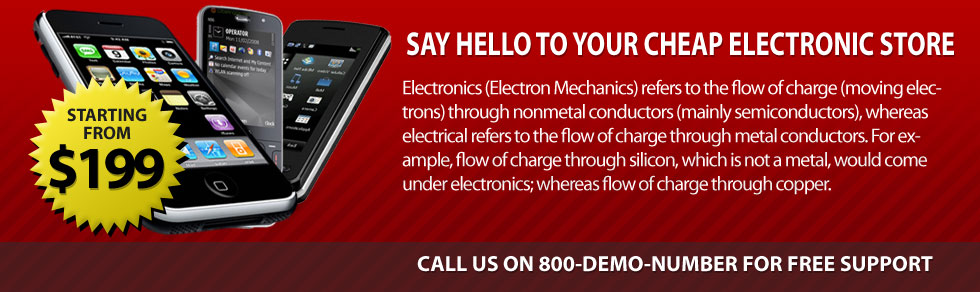 STARTING
FROM
$199
OPERATOR
SAY HELLO TO YOUR CHEAP ELECTRONIC STORE
Electronics (Electron Mechanics) refers to the flow of charge (moving elec-
trons) through nonmetal conductors (mainly semiconductors), whereas
electrical refers to the flow of charge through metal conductors. For ex-
ample, flow of charge through silicon, which is not a metal, would come
under electronics; whereas flow of charge through copper.
CALL US ON 800-DEMO-NUMBER FOR FREE SUPPORT